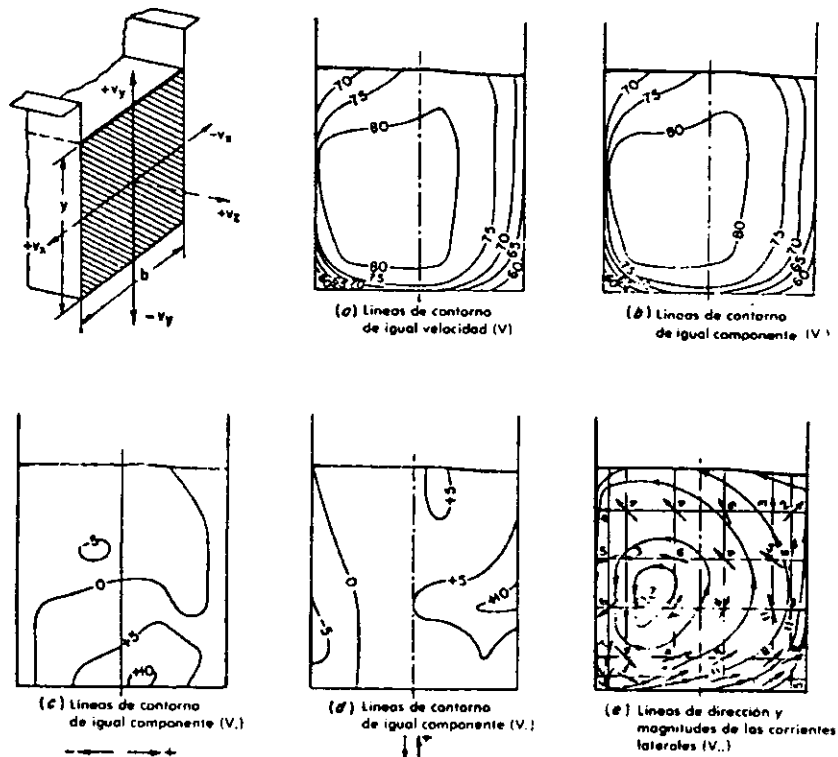 +Vy
-Vx
+Vz
+Vx
y
b
-Vy
70
75
80
80
75
70
65
60
75
(a) Lineas de contorno
de igual velocidad (V)
70
75
80
80
75
70
65
60
75
(b) Lineas de contorno
de igual componente (V.)
-5
0
+5
+10
(c) Lineas de contorno
de igual componente (V.)
- +
+5
0
+5
+10
-5
(d) Lineas de contorno
de igual componente (V.)
+
(e) Lineas de dirección y
magnitudes de las corrientes
laterales (V..)